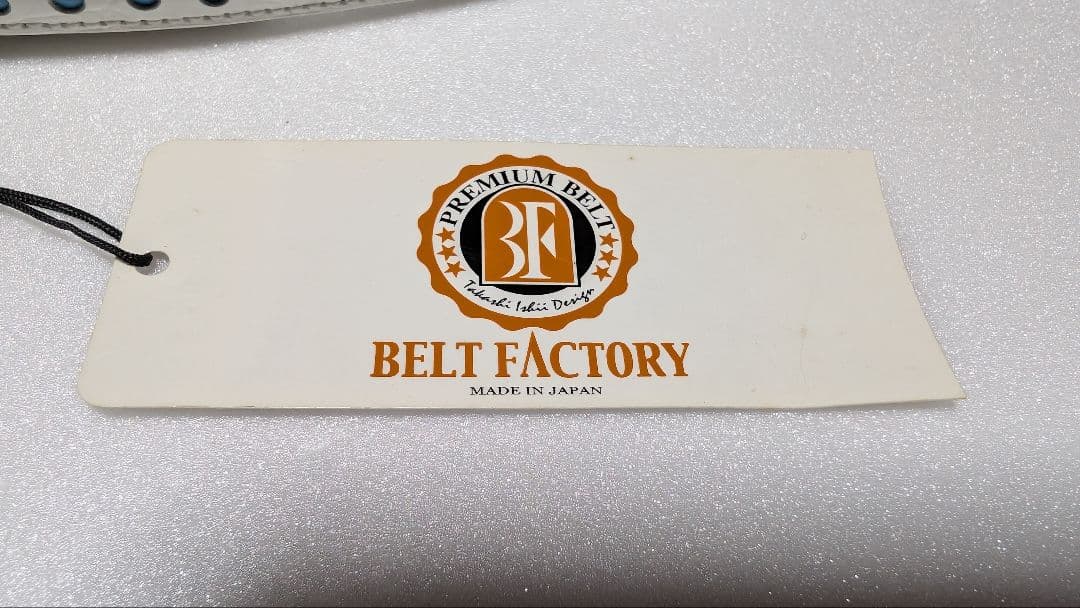 PREMIUM BELT
BF
Takashi Ishii Design
BELT FACTORY
MADE IN JAPAN